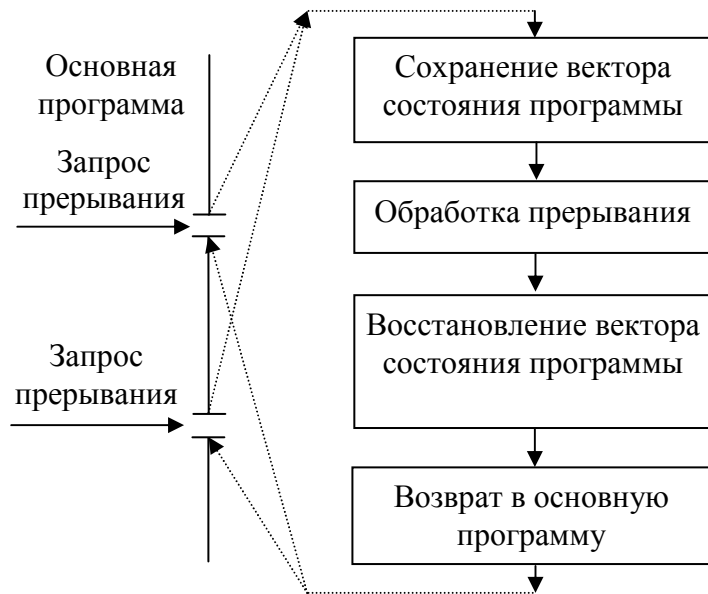 Основная
программа
Запрос
прерывания
Запрос
прерывания
Сохранение вектора
состояния программы
Обработка прерывания
Восстановление вектора
состояния программы
Возврат в основную
программу